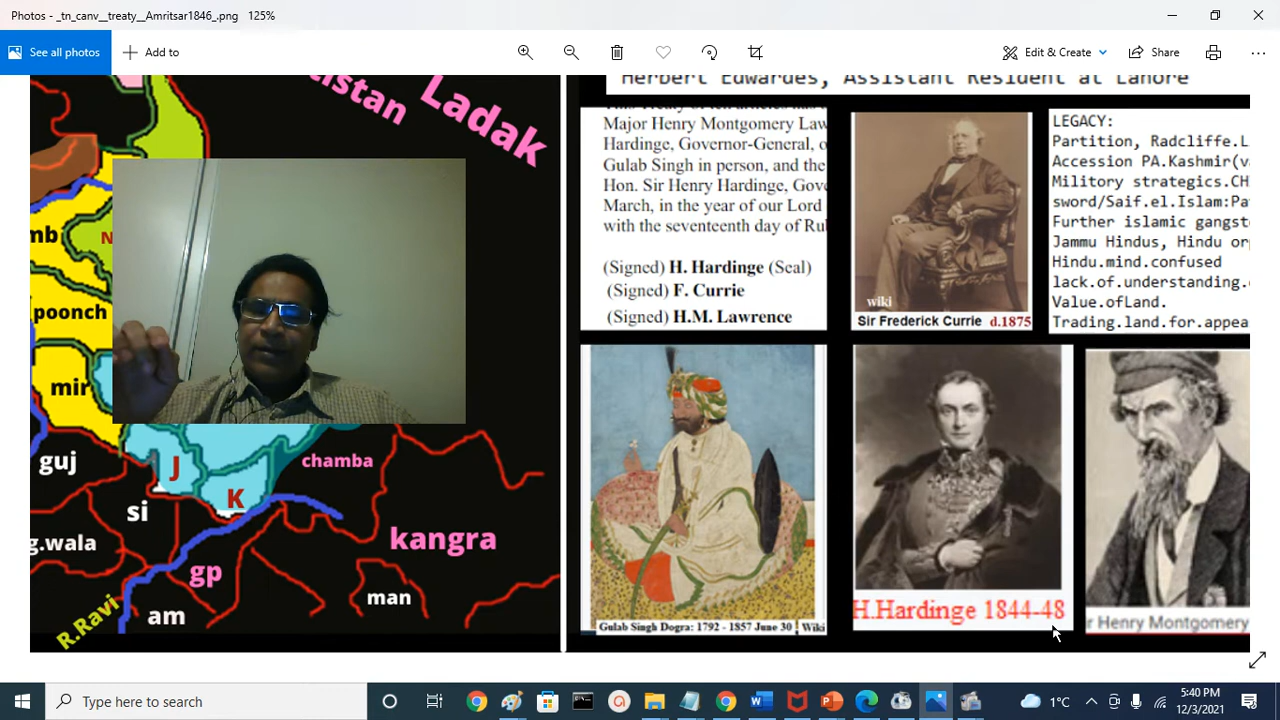 Photos - _tn_canv__treaty__Amritsar1846_.png   125%
See all photos
Add to
Edit & Create
Share
Ladak
poonch
mir
guj
J
K
si
chamba
g.wala
gp
kangra
R.Ravi
am
man
Herbert Edwardes, Assistant Resident at Lahore
Major Henry Montgomery Law
Hardinge, Governor-General, o
Gulab Singh in person, and the
Hon. Sir Henry Hardinge, Gove
March, in the year of our Lord
with the seventeenth day of Ru
(Signed) H. Hardinge (Seal)
(Signed) F. Currie
(Signed) H.M. Lawrence
wiki
Sir Frederick Currie d.1875
LEGACY:
Partition, Radcliffe.L
Accession PA.Kashmir(v
Military strategics.CH
sword/Saif.el.Islam:Pa
Further islamic gangst
Jammu Hindus, Hindu or
Hindu.mind.confused
lack.of.understanding.
Value.ofLand.
Trading.land.for.appea
Gulab Singh Dogra: 1792 - 1857 June 30 | Wiki
H.Hardinge 1844-48
r Henry Montgomery
Type here to search
1°C
5:40 PM
12/3/2021